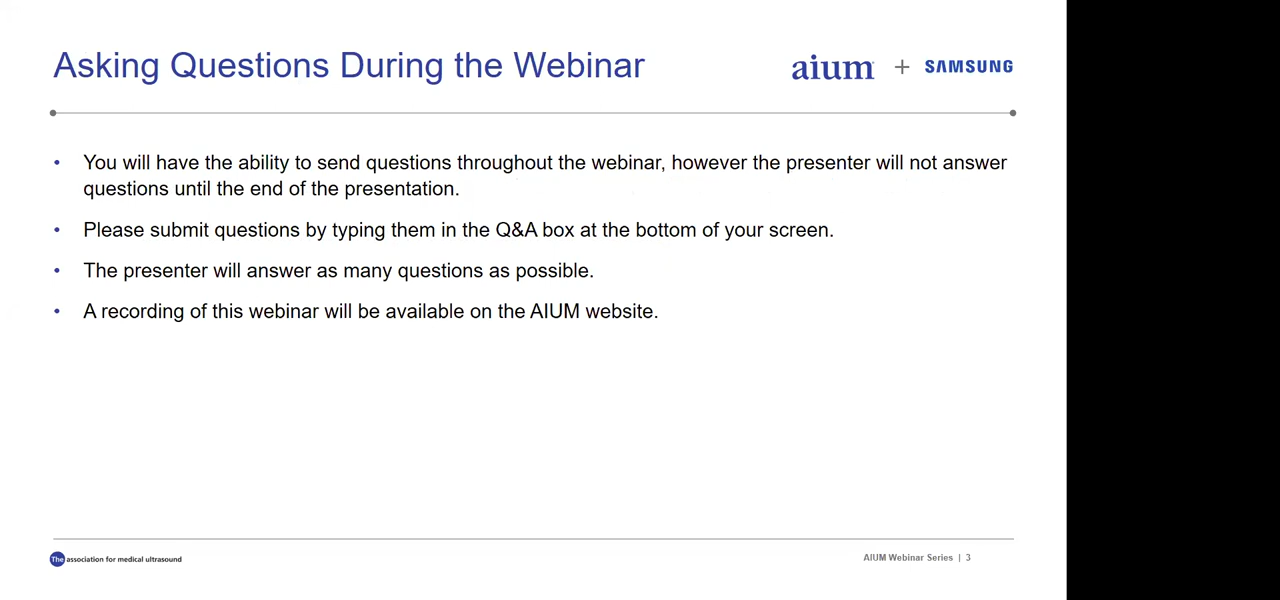 Asking Questions During the Webinar
aium + SAMSUNG
• You will have the ability to send questions throughout the webinar, however the presenter will not answer
questions until the end of the presentation.
• Please submit questions by typing them in the Q&A box at the bottom of your screen.
• The presenter will answer as many questions as possible.
• A recording of this webinar will be available on the AIUM website.
The association for medical ultrasound
AIUM Webinar Series | 3